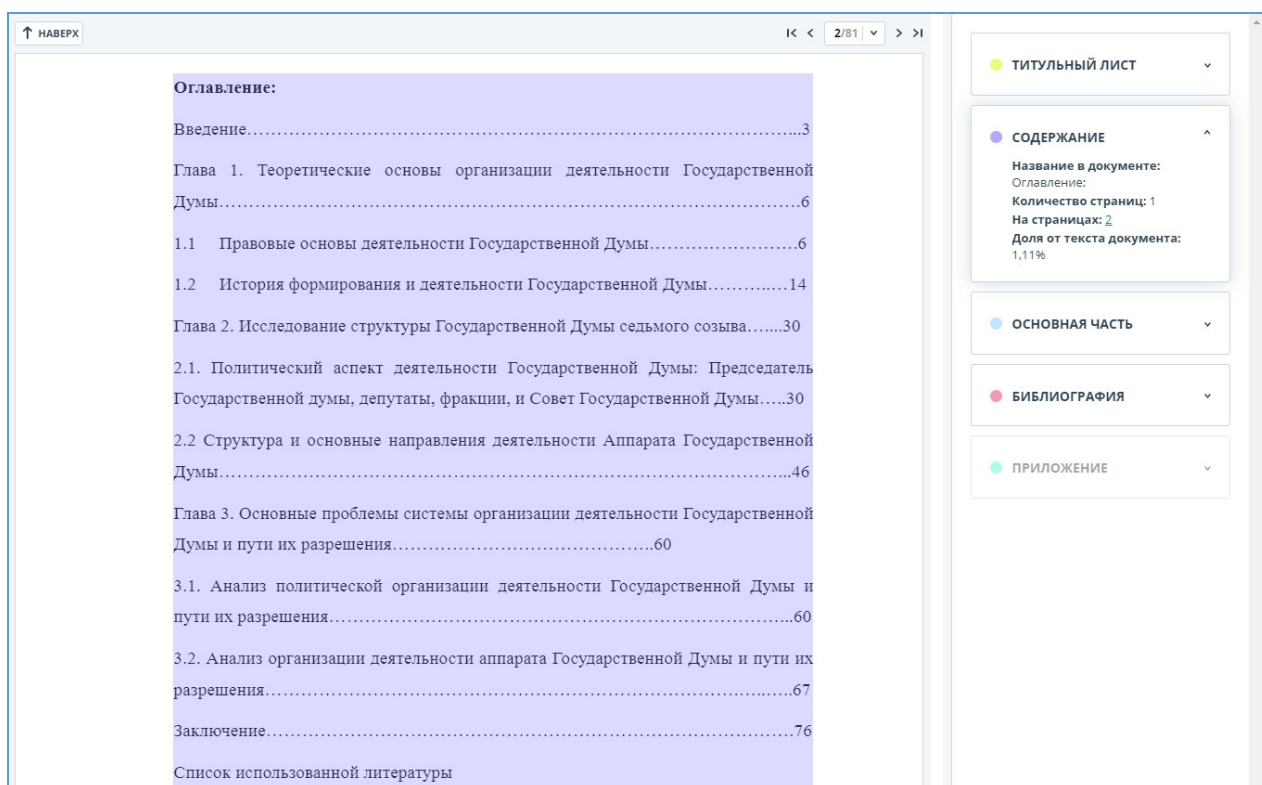 НАВЕРХ
2/81
Оглавление:
Введение…………………………………………………………………………………...3
Глава 1. Теоретические основы организации деятельности Государственной
Думы……………………………………………………………………………………….6
1.1 Правовые основы деятельности Государственной Думы…………………….6
1.2 История формирования и деятельности Государственной Думы………..…14
Глава 2. Исследование структуры Государственной Думы седьмого созыва…....30
2.1. Политический аспект деятельности Государственной Думы: Председатель
Государственной думы, депутаты, фракции, и Совет Государственной Думы…..30
2.2 Структура и основные направления деятельности Аппарата Государственной
Думы……………………………………………………………………………………..46
Глава 3. Основные проблемы системы организации деятельности Государственной
Думы и пути их разрешения……………………………………..60
3.1. Анализ политической организации деятельности Государственной Думы и
пути их разрешения……………………………………………………………………...60
3.2. Анализ организации деятельности аппарата Государственной Думы и пути их
разрешения………………………………………………………………………….…..67
Заключение……………………………………………………………………………….76
Список использованной литературы
ТИТУЛЬНЫЙ ЛИСТ
СОДЕРЖАНИЕ
Название в документе:
Оглавление:
Количество страниц: 1
На страницах: 2
Доля от текста документа:
1,11%
ОСНОВНАЯ ЧАСТЬ
БИБЛИОГРАФИЯ
ПРИЛОЖЕНИЕ